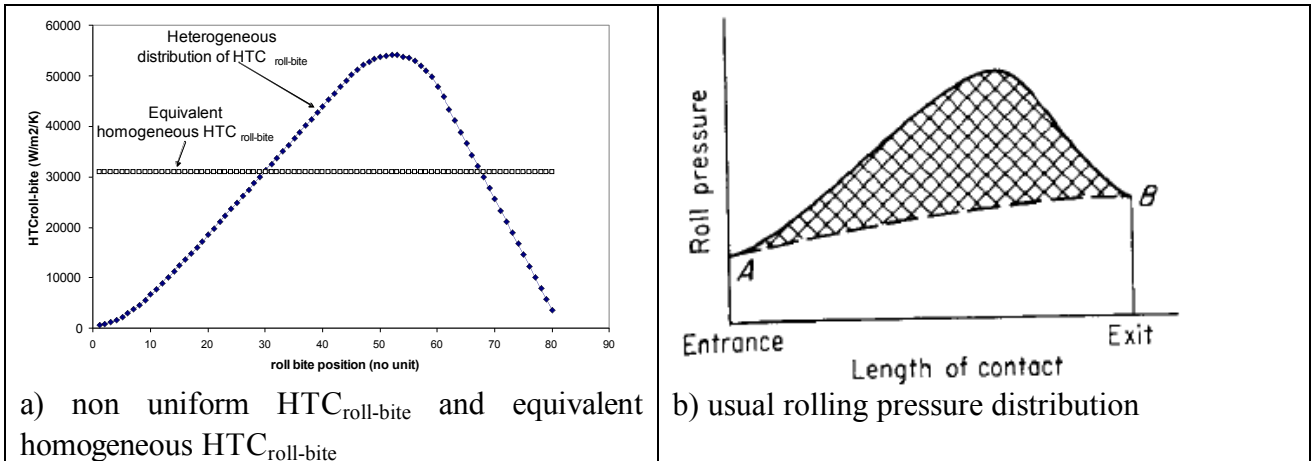 60000
50000
40000
30000
20000
10000
0
HTCroll-bite (W/m2/K)
Heterogeneous
distribution of HTC roll-bite
Equivalent
homogeneous HTC roll-bite
0 10 20 30 40 50 60 70 80 90
roll bite position (no unit)
a) non uniform HTCroll-bite and equivalent
homogeneous HTCroll-bite
Roll pressure
A
B
Entrance
Exit
Length of contact
b) usual rolling pressure distribution